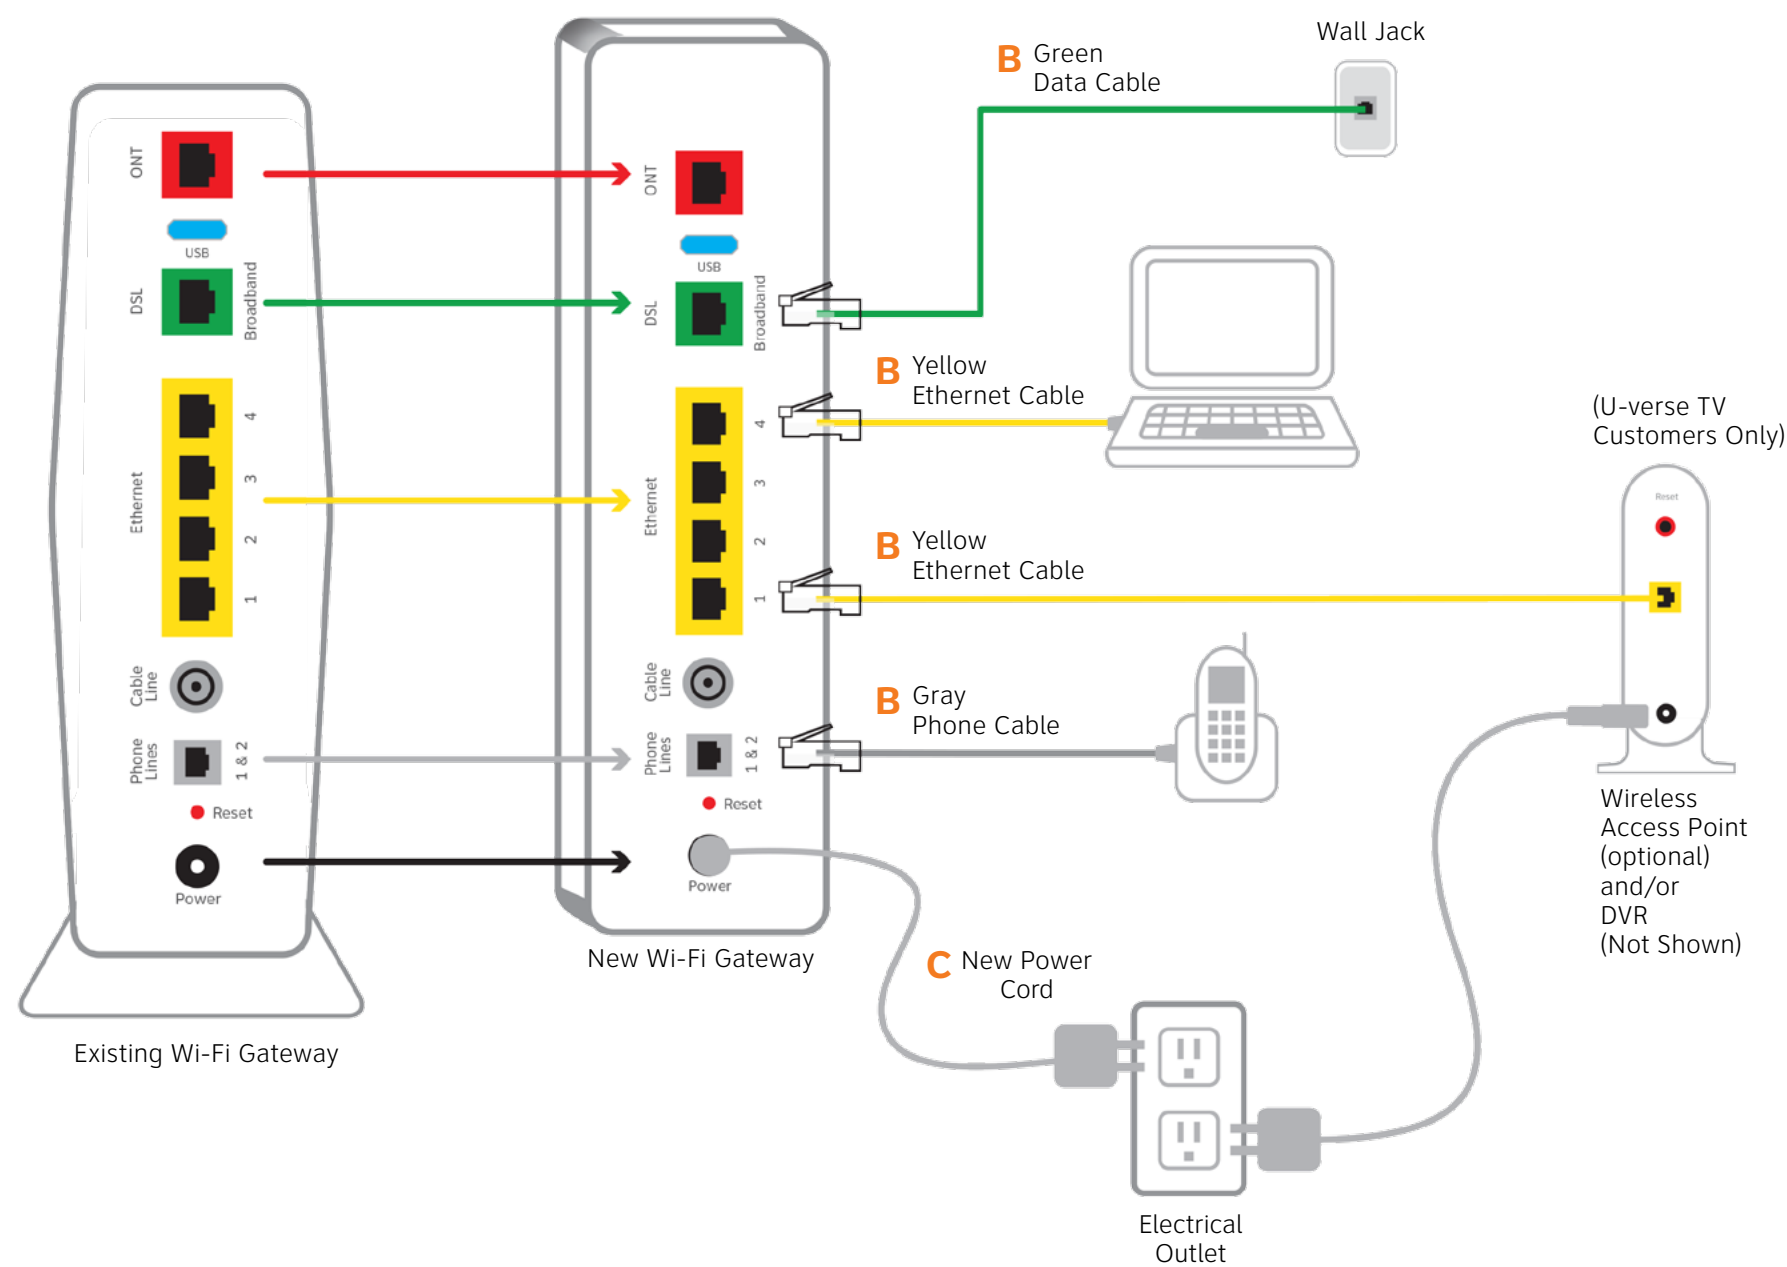 Wall Jack
B Green
Data Cable
ONT
USB
DSL
Broadband
Ethernet
4
3
2
1
Cable
Line
Phone
Lines
1 & 2
Reset
Power
Existing Wi-Fi Gateway
ONT
USB
DSL
Broadband
Ethernet
4
3
2
1
Cable
Line
Phone
Lines
1 & 2
Reset
Power
New Wi-Fi Gateway
B Yellow
Ethernet Cable
B Yellow
Ethernet Cable
B Gray
Phone Cable
C New Power
Cord
(U-verse TV
Customers Only)
Reset
Wireless
Access Point
(optional)
and/or
DVR
(Not Shown)
Electrical
Outlet